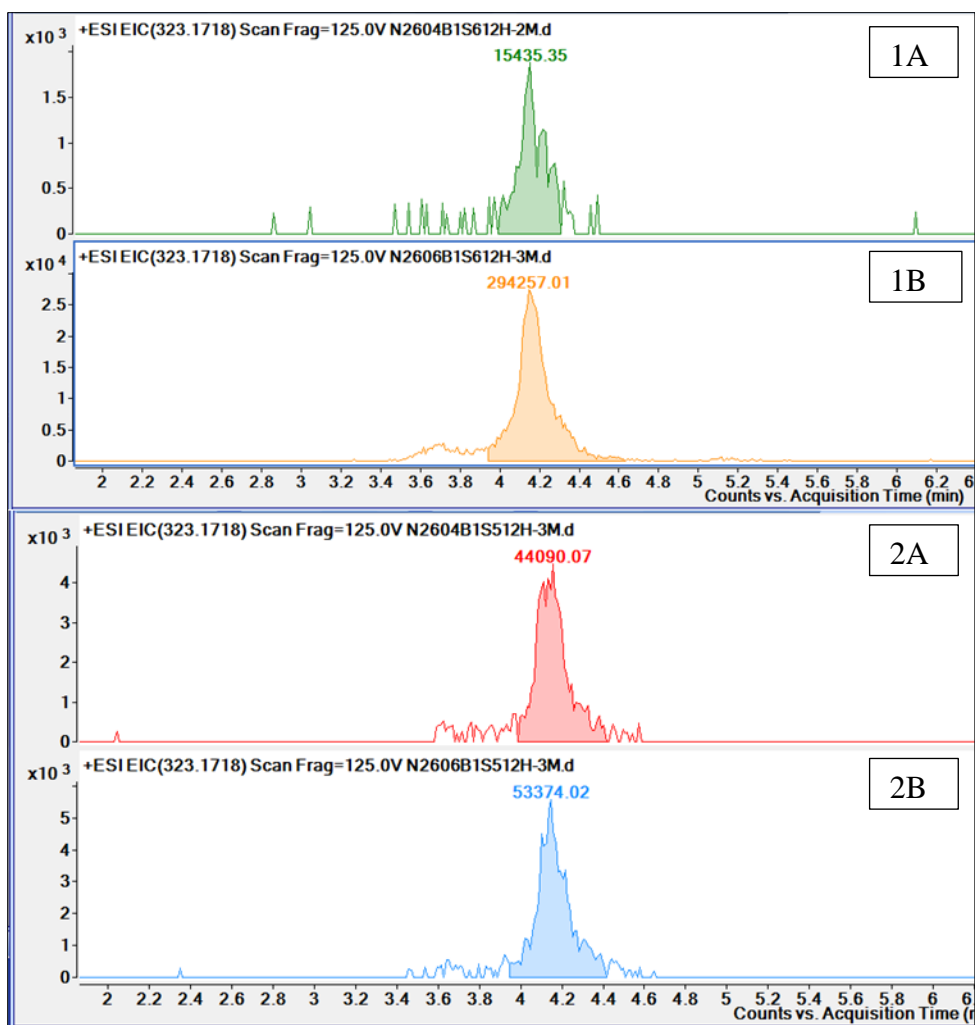 +ESI EIC(323.1718) Scan Frag=125.0V N2604B1S612H-2M.d
x10 3
15435.35
1A
1.5
1
0.5
0
+ESI EIC(323.1718) Scan Frag=125.0V N2606B1S612H-3M.d
x10 4
294257.01
1B
2.5
2
1.5
1
0.5
0
2 2.2 2.4 2.6 2.8 3 3.2 3.4 3.6 3.8 4 4.2 4.4 4.6 4.8 5 5.2 5.4 5.6 5.8 6 6.2 6
Counts vs. Acquisition Time (min)
+ESI EIC(323.1718) Scan Frag=125.0V N2604B1S512H-3M.d
x10 3
44090.07
2A
4
3
2
1
0
+ESI EIC(323.1718) Scan Frag=125.0V N2606B1S512H-3M.d
x10 3
53374.02
2B
5
4
3
2
1
0
2 2.2 2.4 2.6 2.8 3 3.2 3.4 3.6 3.8 4 4.2 4.4 4.6 4.8 5 5.2 5.4 5.6 5.8 6 6.2
Counts vs. Acquisition Time (